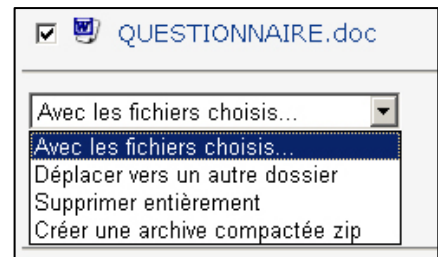 QUESTIONNAIRE.doc
Avec les fichiers choisis...
Avec les fichiers choisis...
Déplacer vers un autre dossier
Supprimer entièrement
Créer une archive compactée zip